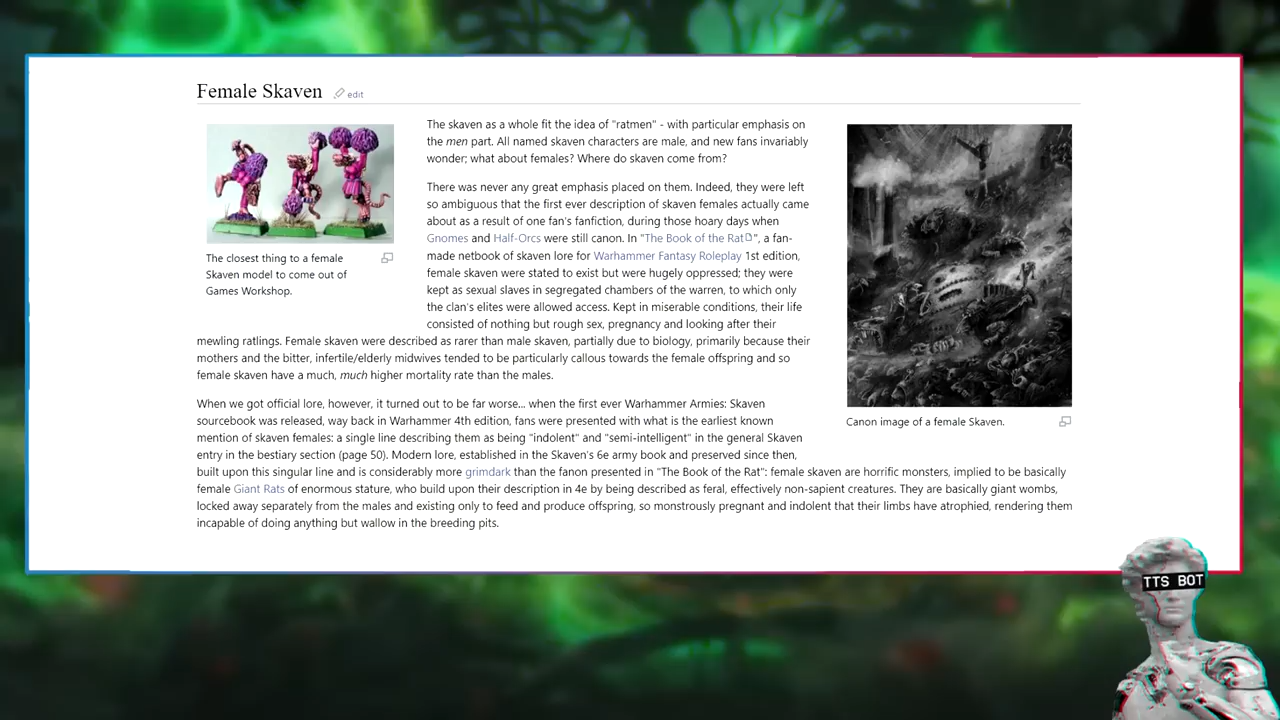 Female Skaven
edit
The skaven as a whole fit the idea of "ratmen" - with particular emphasis on
the men part. All named skaven characters are male, and new fans invariably
wonder; what about females? Where do skaven come from?
There was never any great emphasis placed on them. Indeed, they were left
so ambiguous that the first ever description of skaven females actually came
about as a result of one fan's fanfiction, during those hoary days when
Gnomes and Half-Orcs were still canon. In "The Book of the Rat", a fan-
made netbook of skaven lore for Warhammer Fantasy Roleplay 1st edition,
female skaven were stated to exist but were hugely oppressed; they were
kept as sexual slaves in segregated chambers of the warren, to which only
the clan's elites were allowed access. Kept in miserable conditions, their life
consisted of nothing but rough sex, pregnancy and looking after their
mewling ratlings. Female skaven were described as rarer than male skaven, partially due to biology, primarily because their
mothers and the bitter, infertile/elderly midwives tended to be particularly callous towards the female offspring and so
female skaven have a much, much higher mortality rate than the males.
The closest thing to a female
Skaven model to come out of
Games Workshop.
Canon image of a female Skaven.
When we got official lore, however, it turned out to be far worse... when the first ever Warhammer Armies: Skaven
sourcebook was released, way back in Warhammer 4th edition, fans were presented with what is the earliest known
mention of skaven females: a single line describing them as being "indolent" and "semi-intelligent" in the general Skaven
entry in the bestiary section (page 50). Modern lore, established in the Skaven's 6e army book and preserved since then,
built upon this singular line and is considerably more grimdark than the fanon presented in "The Book of the Rat": female skaven are horrific monsters, implied to be basically
female Giant Rats of enormous stature, who build upon their description in 4e by being described as feral, effectively non-sapient creatures. They are basically giant wombs,
locked away separately from the males and existing only to feed and produce offspring, so monstrously pregnant and indolent that their limbs have atrophied, rendering them
incapable of doing anything but wallow in the breeding pits.
TTS BOT